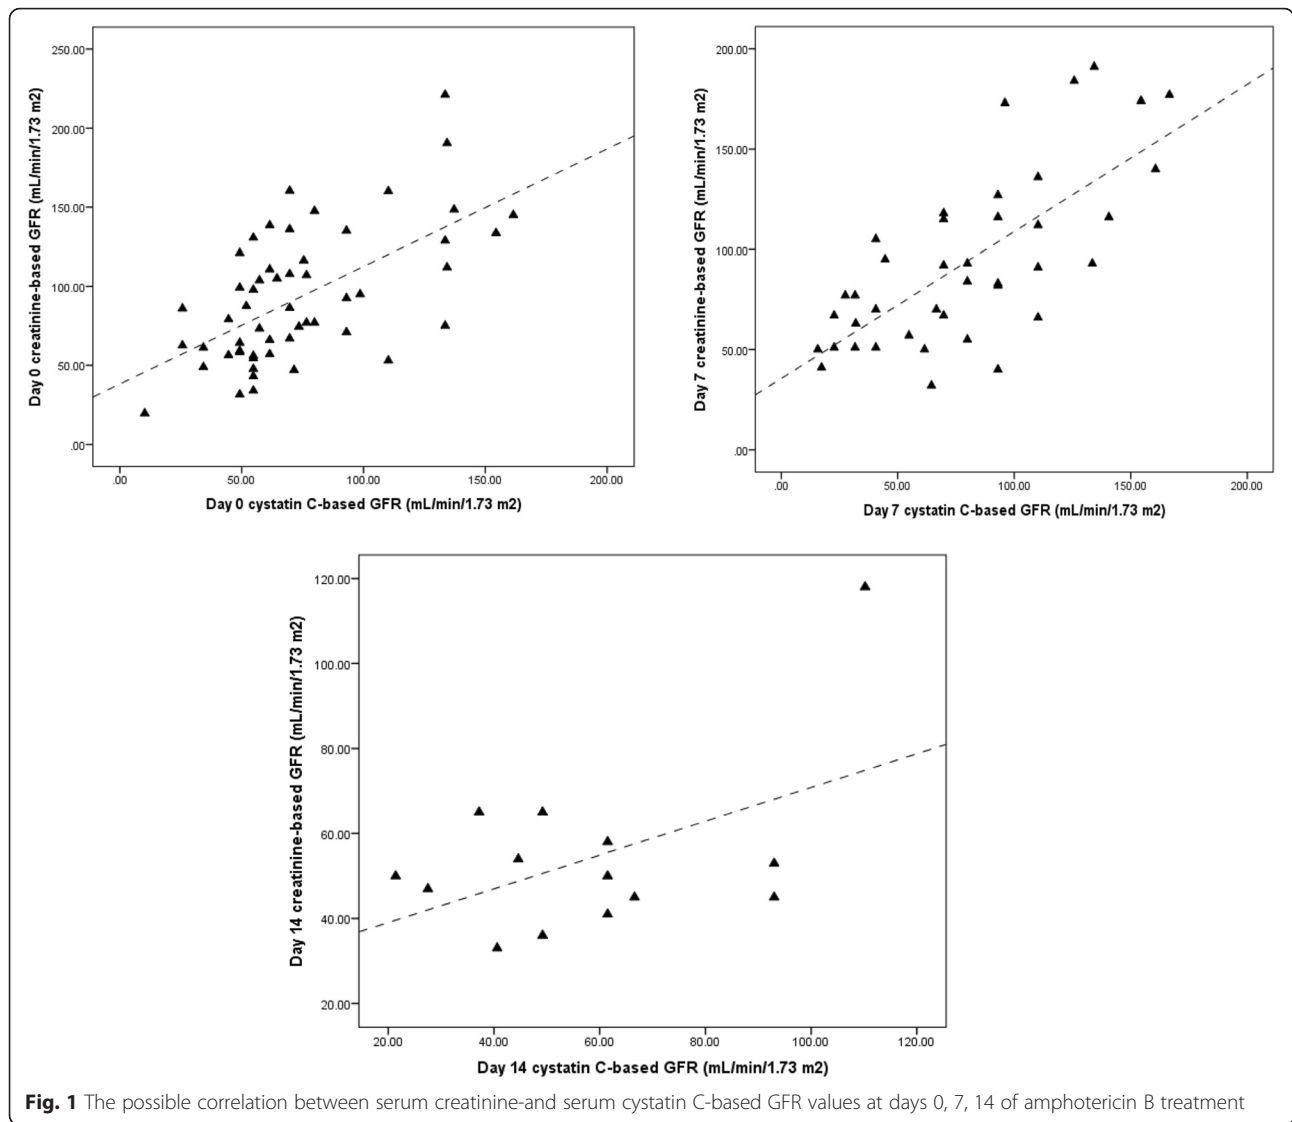 250.00
200.00
150.00
100.00
50.00
.00
Day 0 creatinine-based GFR (mL/min/1.73 m2)
.00 50.00 100.00 150.00 200.00
Day 0 cystatin C-based GFR (mL/min/1.73 m2)
200.00
150.00
100.00
50.00
.00
Day 7 creatinine-based GFR (mL/min/1.73 m2)
.00 50.00 100.00 150.00 200.00
Day 7 cystatin C-based GFR (mL/min/1.73 m2)
120.00
100.00
80.00
60.00
40.00
20.00
Day 14 creatinine-based GFR (mL/min/1.73 m2)
20.00 40.00 60.00 80.00 100.00 120.00
Day 14 cystatin C-based GFR (mL/min/1.73 m2)
Fig. 1 The possible correlation between serum creatinine-and serum cystatin C-based GFR values at days 0, 7, 14 of amphotericin B treatment